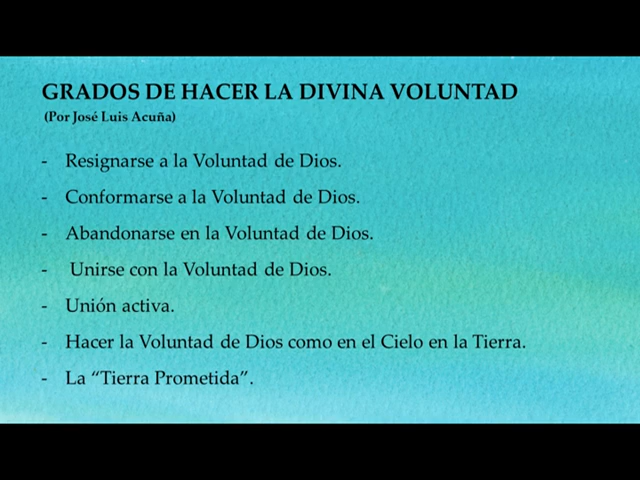 GRADOS DE HACER LA DIVINA VOLUNTAD
(Por José Luis Acuña)
- Resignarse a la Voluntad de Dios.
- Conformarse a la Voluntad de Dios.
- Abandonarse en la Voluntad de Dios.
- Unirse con la Voluntad de Dios.
- Unión activa.
- Hacer la Voluntad de Dios como en el Cielo en la Tierra.
- La “Tierra Prometida”.